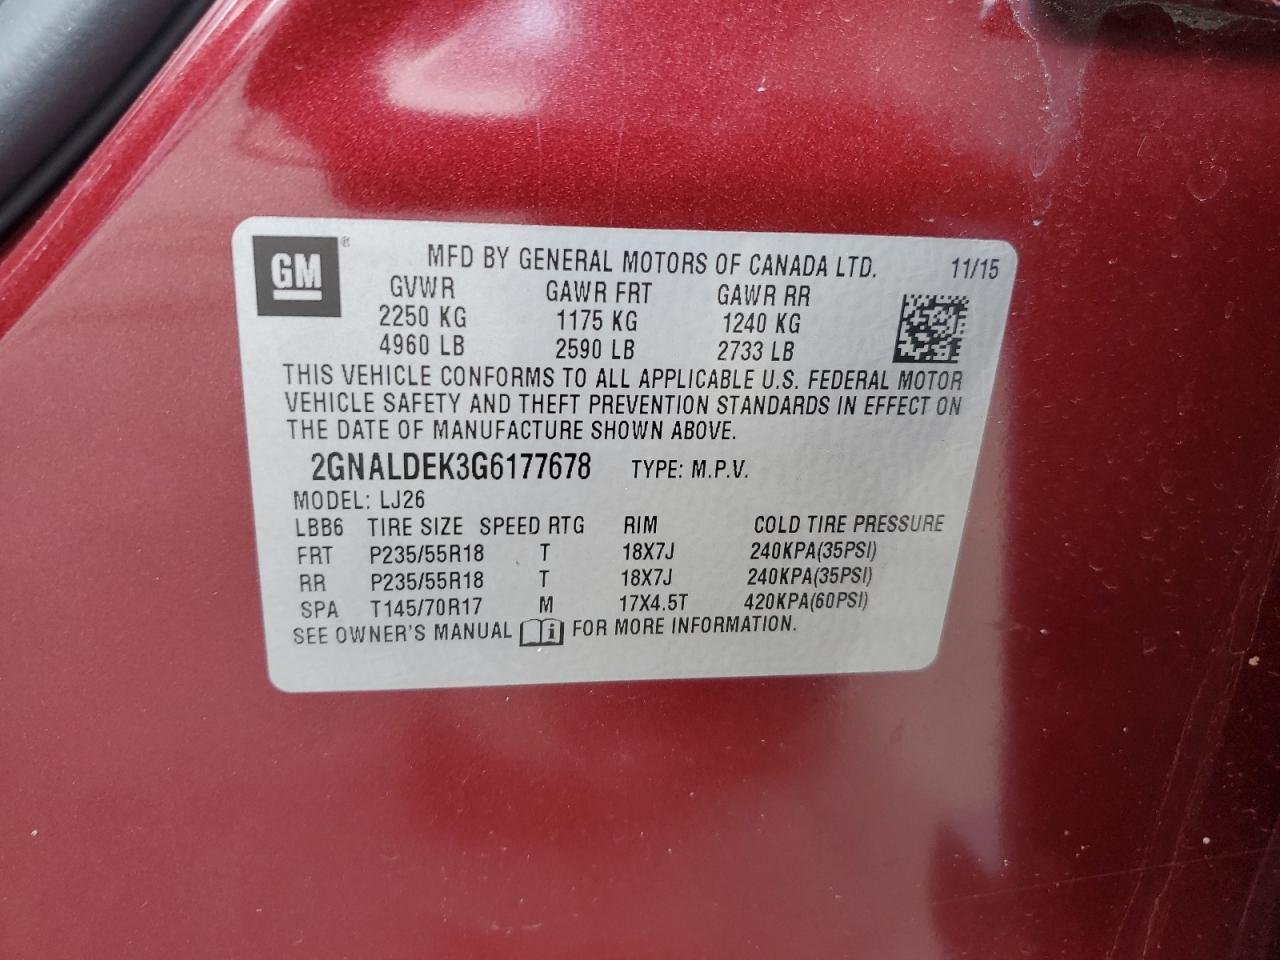 GM ®
MFD BY GENERAL MOTORS OF CANADA LTD. 11/15
GVWR GAWR FRT GAWR RR
2250 KG 1175 KG 1240 KG
4960 LB 2590 LB 2733 LB
THIS VEHICLE CONFORMS TO ALL APPLICABLE U.S. FEDERAL MOTOR
VEHICLE SAFETY AND THEFT PREVENTION STANDARDS IN EFFECT ON
THE DATE OF MANUFACTURE SHOWN ABOVE.
2GNALDEK3G6177678 TYPE: M.P.V.
MODEL: LJ26
LBB6 TIRE SIZE SPEED RTG RIM COLD TIRE PRESSURE
FRT P235/55R18 T 18X7J 240KPA(35PSI)
RR P235/55R18 T 18X7J 240KPA(35PSI)
SPA T145/70R17 M 17X4.5T 420KPA(60PSI)
SEE OWNER'S MANUAL i FOR MORE INFORMATION.